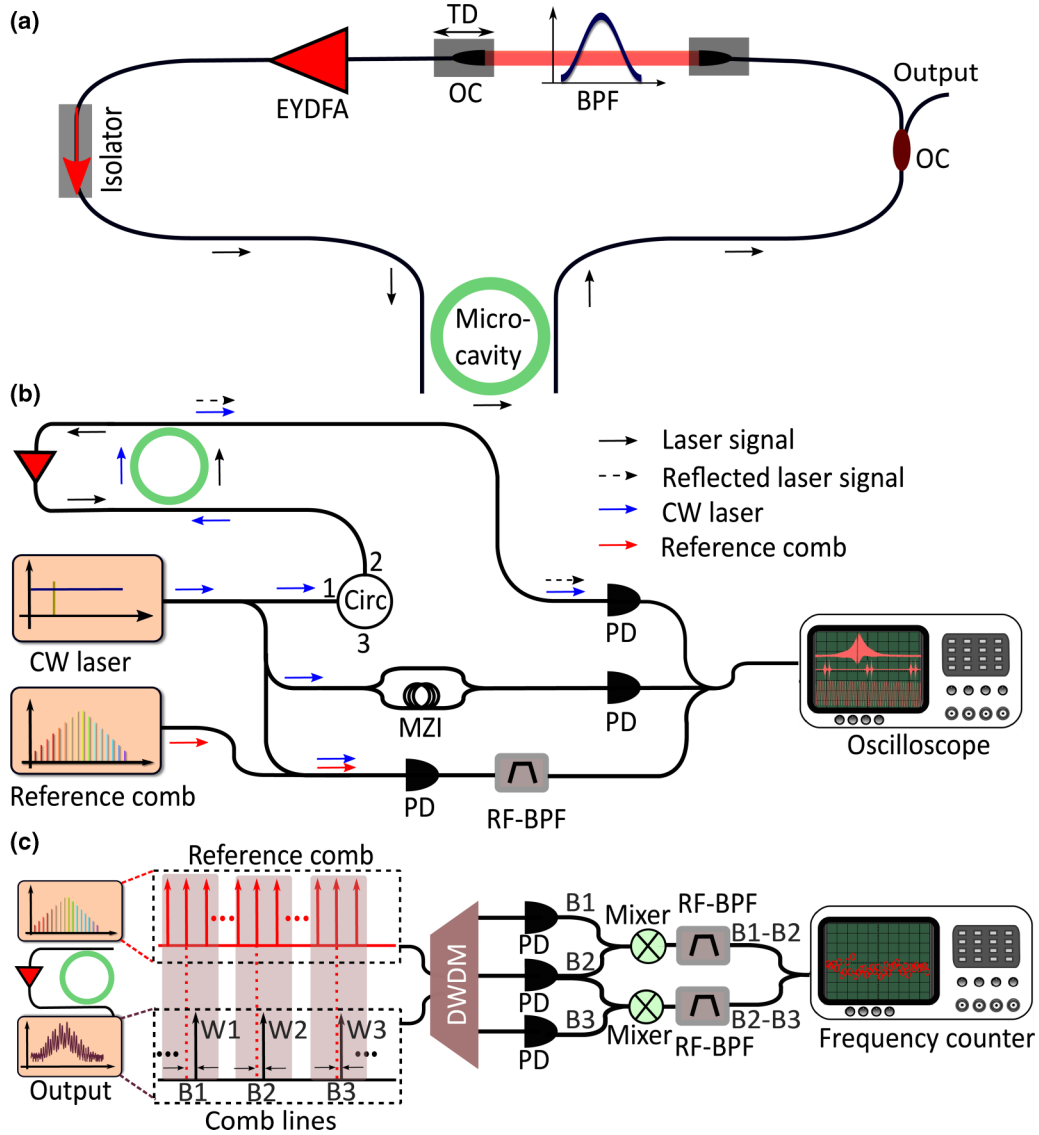 (a)
TD
OC
BPF
EYDFA
Output
OC
Isolator
Micro-
cavity
(b)
Laser signal
Reflected laser signal
CW laser
Reference comb
2
1
Circ
3
PD
CW laser
MZI
PD
Oscilloscope
Reference comb
PD
RF-BPF
(c)
Reference comb
B1
Mixer
RF-BPF
PD
B1-B2
DWDM
B2
PD
W1
W2
W3
B3
B2-B3
PD
Mixer
RF-BPF
Frequency counter
Output
B1
B2
B3
Comb lines